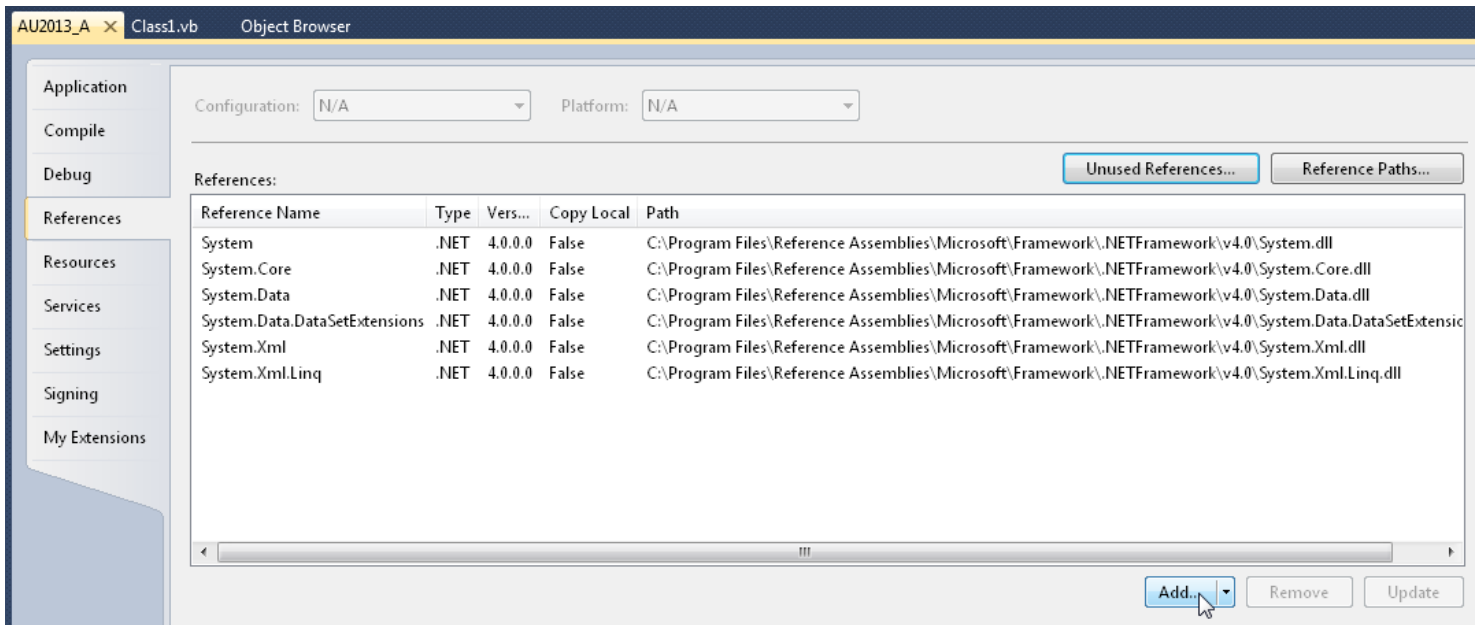 AU2013_A Class1.vb Object Browser
Application
Compile
Debug
References
Resources
Services
Settings
Signing
My Extensions
Configuration: N/A Platform: N/A
Unused References... Reference Paths...
References:
Reference Name Type Vers... Copy Local Path
System .NET 4.0.0.0 False C:\Program Files\Reference Assemblies\Microsoft\Framework\.NETFramework\v4.0\System.dll
System.Core .NET 4.0.0.0 False C:\Program Files\Reference Assemblies\Microsoft\Framework\.NETFramework\v4.0\System.Core.dll
System.Data .NET 4.0.0.0 False C:\Program Files\Reference Assemblies\Microsoft\Framework\.NETFramework\v4.0\System.Data.dll
System.Data.DataSetExtensions .NET 4.0.0.0 False C:\Program Files\Reference Assemblies\Microsoft\Framework\.NETFramework\v4.0\System.Data.DataSetExtensic
System.Xml .NET 4.0.0.0 False C:\Program Files\Reference Assemblies\Microsoft\Framework\.NETFramework\v4.0\System.Xml.dll
System.Xml.Linq .NET 4.0.0.0 False C:\Program Files\Reference Assemblies\Microsoft\Framework\.NETFramework\v4.0\System.Xml.Linq.dll
Add... Remove Update